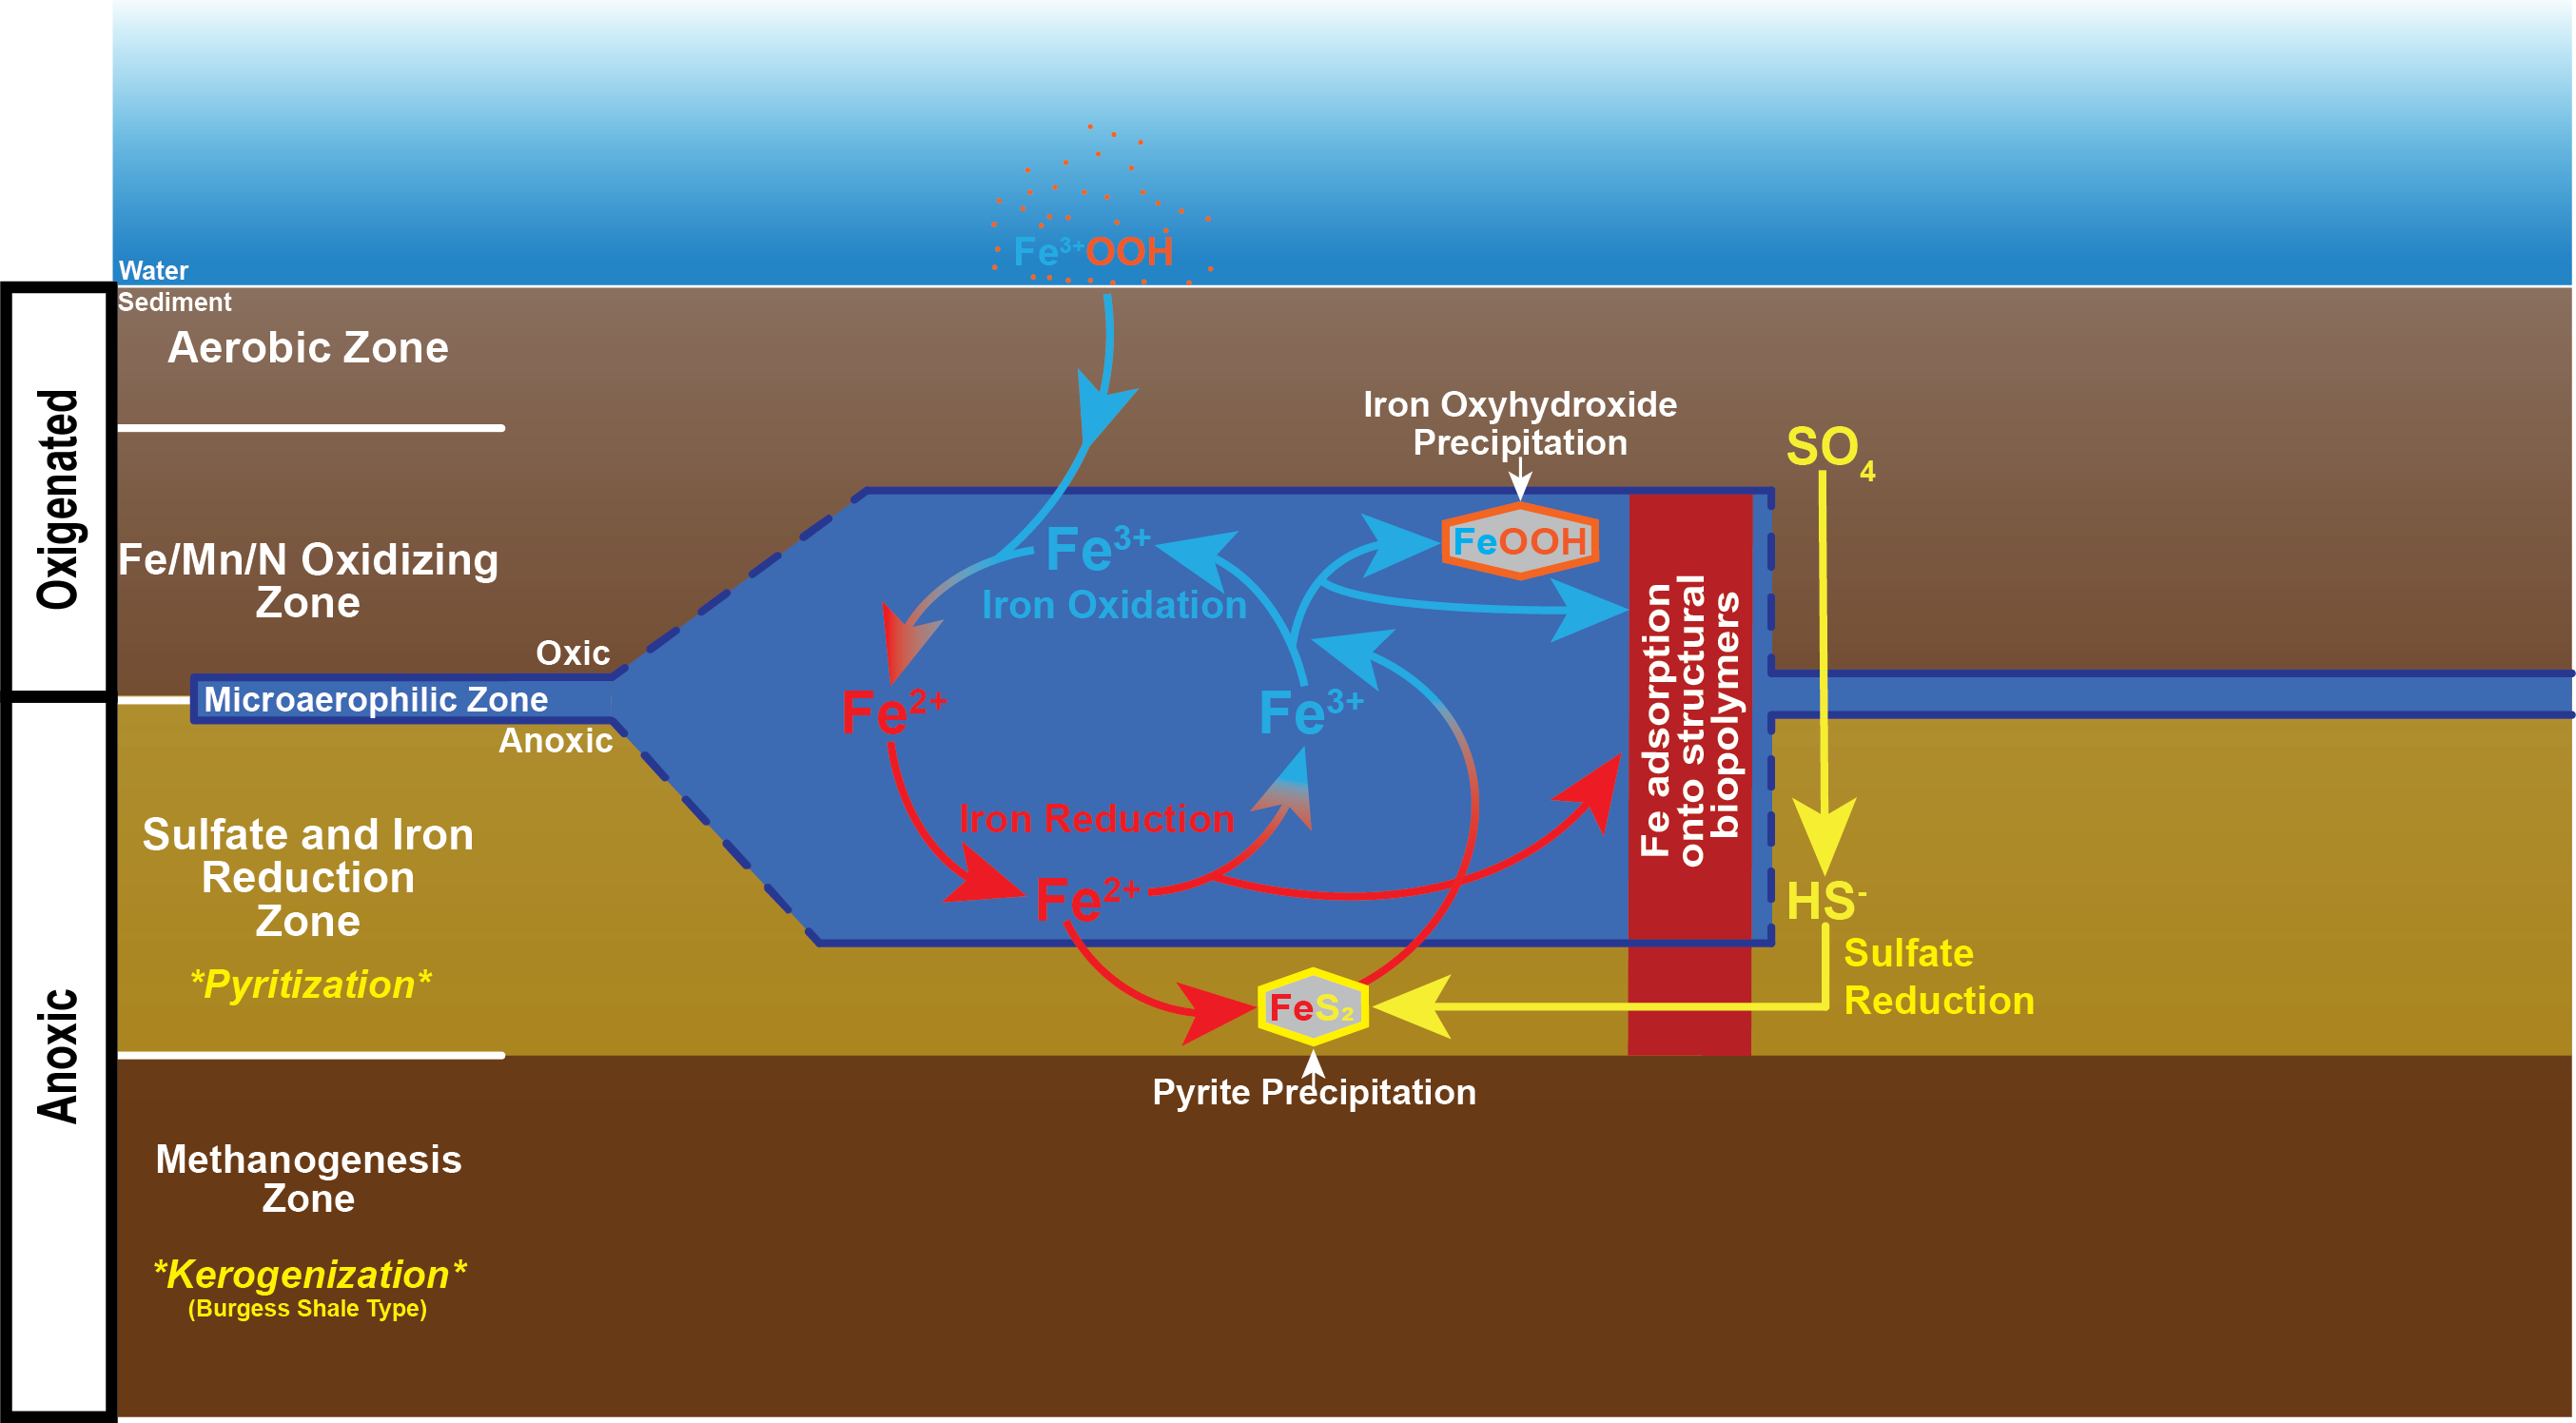 Fe³⁺OOH
Water
Sediment
Oxigenated
Aerobic Zone
Iron Oxyhydroxide
Precipitation
SO₄
Fe/Mn/N Oxidizing
Zone
Fe³⁺
Iron Oxidation
FeOOH
Oxic
Microaerophilic Zone
Anoxic
Fe²⁺
Fe³⁺
Fe adsorption
onto structural
biopolymers
Iron Reduction
Fe²⁺
HS⁻
Sulfate
Reduction
Anoxic
Sulfate and Iron
Reduction
Zone
*Pyritization*
FeS₂
Pyrite Precipitation
Methanogenesis
Zone
*Kerogenization*
(Burgess Shale Type)